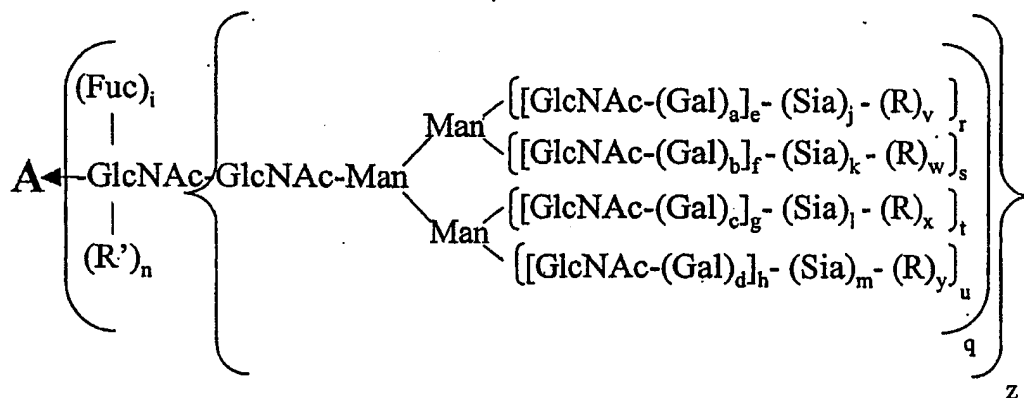 (Fuc)i
[[GlcNAc-(Gal)a]e-(Sia)j-(R)v]r
Man
[[GlcNAc-(Gal)b]f-(Sia)k-(R)w]s
A GlcNAc-GlcNAc-Man
[[GlcNAc-(Gal)c]g-(Sia)l-(R)x]t
Man
(R')n
[[GlcNAc-(Gal)d]h-(Sia)m-(R)y]u
q
z